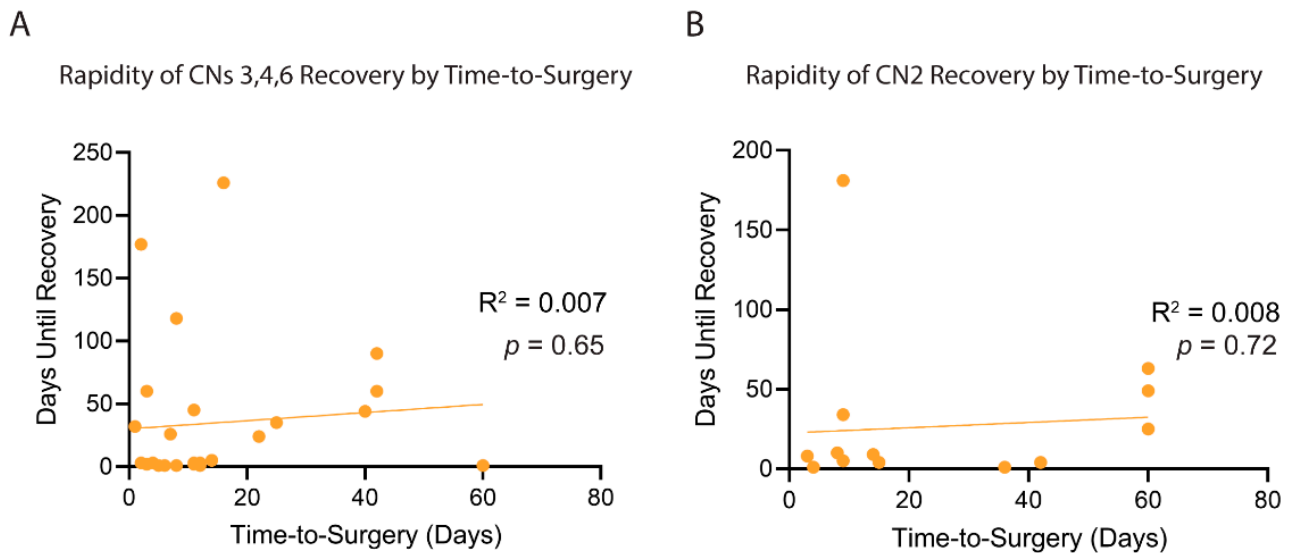 A
Rapidity of CNs 3,4,6 Recovery by Time-to-Surgery
250
200
150
100
50
0
Days Until Recovery
R² = 0.007
p = 0.65
0 20 40 60 80
Time-to-Surgery (Days)
B
Rapidity of CN2 Recovery by Time-to-Surgery
200
150
100
50
0
Days Until Recovery
R² = 0.008
p = 0.72
0 20 40 60 80
Time-to-Surgery (Days)